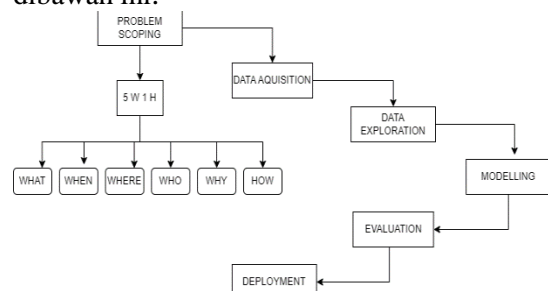 dibawah ini.
PROBLEM
SCOPING
5 W 1 H
DATA AQUISITION
DATA
EXPLORATION
WHAT
WHEN
WHERE
WHO
WHY
HOW
MODELLING
EVALUATION
DEPLOYMENT